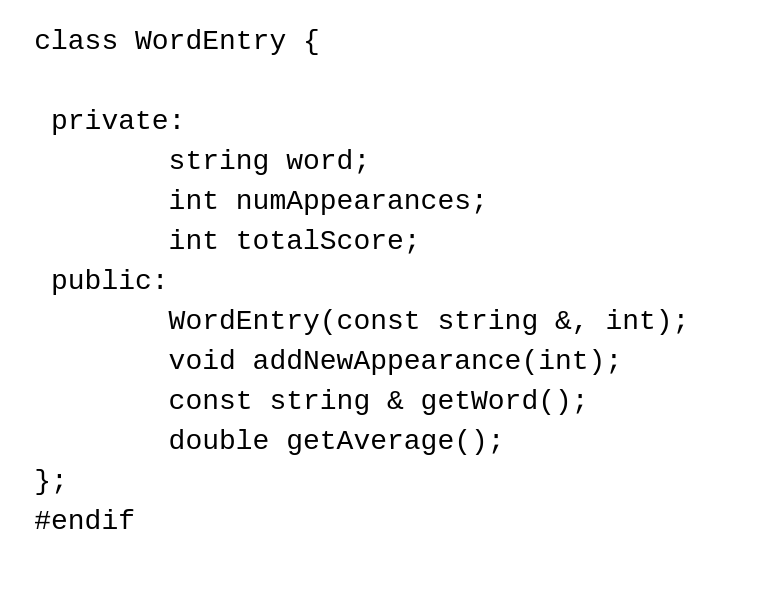 class WordEntry {
private:
string word;
int numAppearances;
int totalScore;
public:
WordEntry(const string &, int);
void addNewAppearance(int);
const string & getWord();
double getAverage();
};
#endif